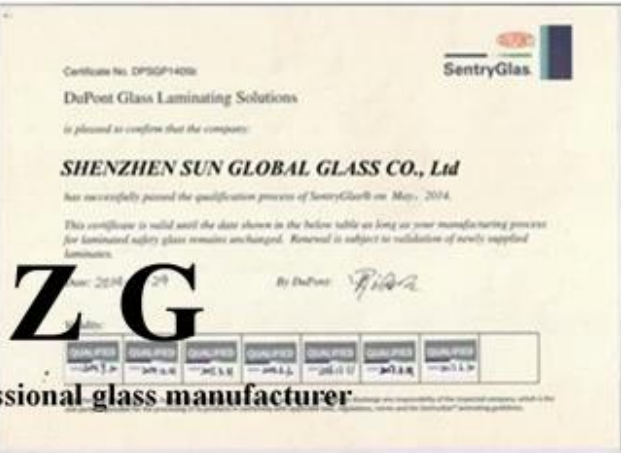 SentryGlas
Certificate No. DPSGP1405b
DuPont Glass Laminating Solutions
is pleased to confirm that the company:
SHENZHEN SUN GLOBAL GLASS CO., Ltd
has successfully passed the qualification process of SentryGlas® on May, 2014.
This certificate is valid until the date shown in the below table as long as your manufacturing process
for laminated safety glass remains unchanged. Renewal is subject to validation of newly supplied
laminates.
Date: 29 By DuPont:
Z G
QUALIFIED QUALIFIED QUALIFIED QUALIFIED QUALIFIED QUALIFIED QUALIFIED
ssional glass manufacturer